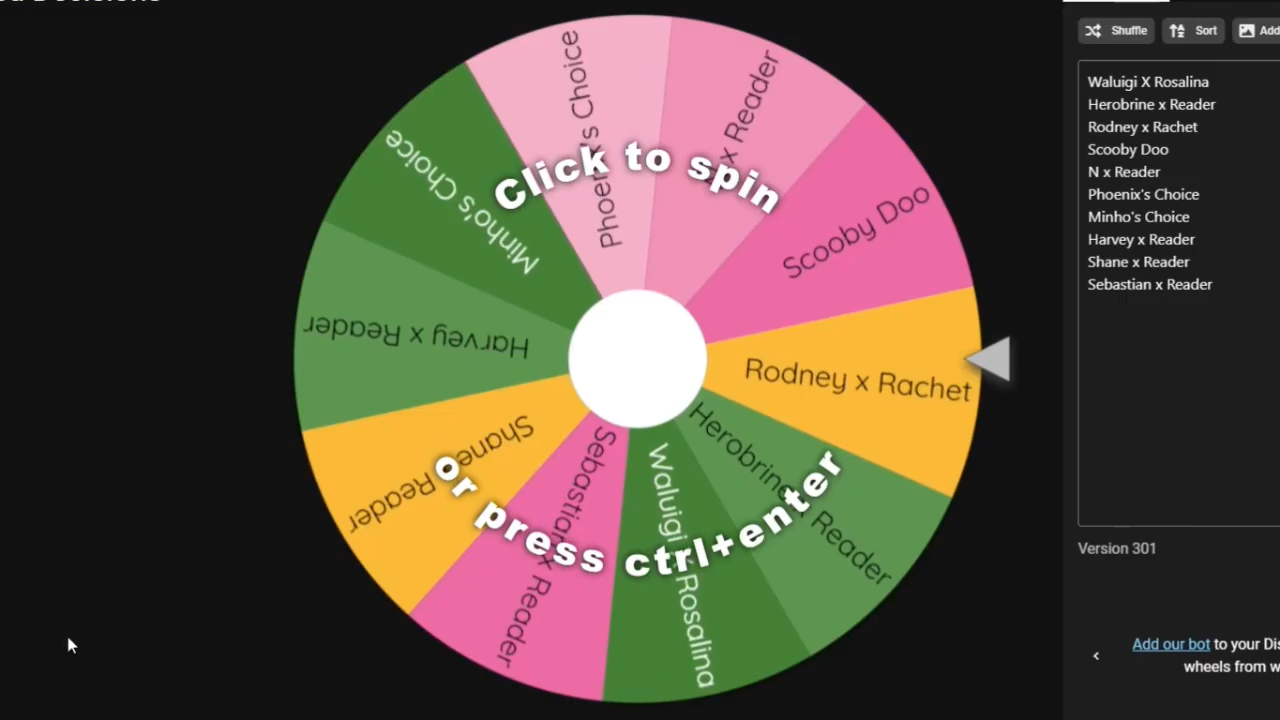 Shuffle
Sort
Add
Waluigi X Rosalina
Herobrine x Reader
Rodney x Rachet
Scooby Doo
N x Reader
Phoenix's Choice
Minho's Choice
Harvey x Reader
Shane x Reader
Sebastian x Reader
Version 301
Add our bot to your Dis
wheels from w
Click to spin
or press ctrl+enter
Phoenix's Choice
x Reader
Scooby Doo
Rodney x Rachet
Herobrine x Reader
Waluigi X Rosalina
Sebastian x Reader
Shane x Reader
Harvey x Reader
Minho's Choice